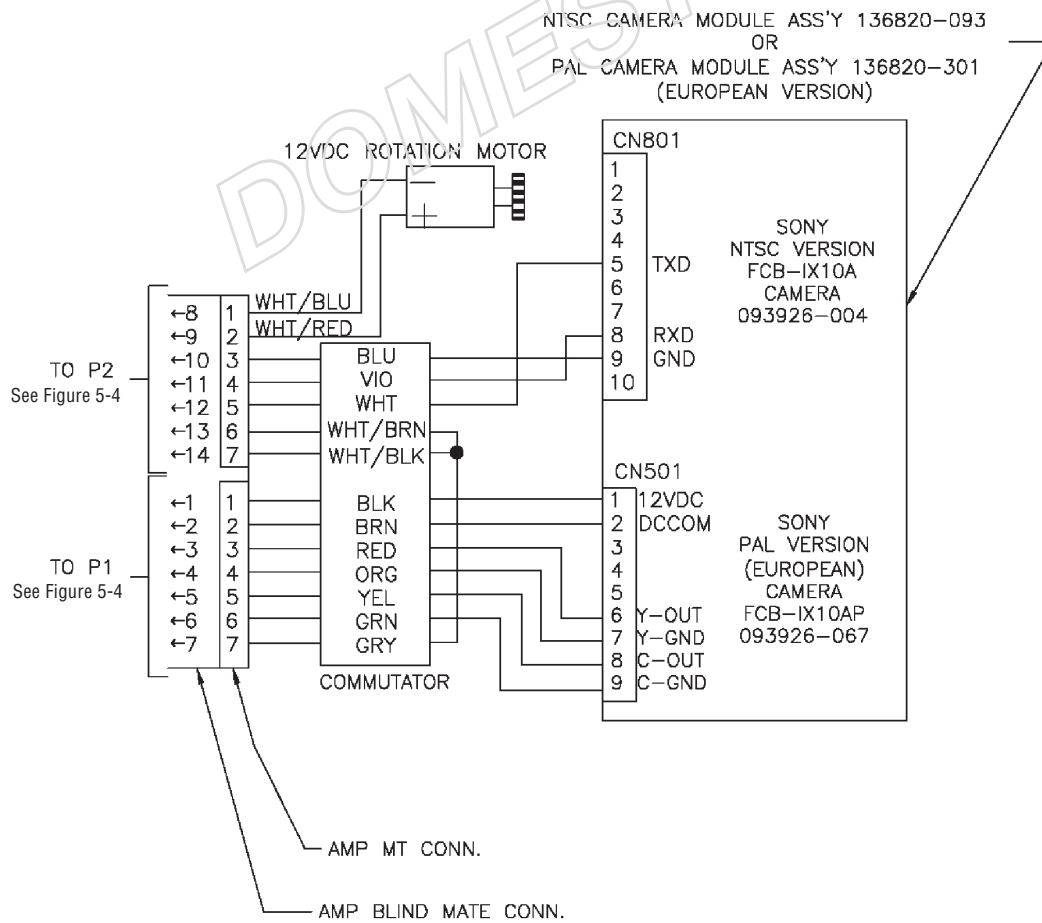 NTSC CAMERA MODULE ASS'Y 136820-093
OR
PAL CAMERA MODULE ASS'Y 136820-301
(EUROPEAN VERSION)
DOMEST
12VDC ROTATION MOTOR
−
+
CN801
1
2
3
4
5 TXD
6
7
8 RXD
9 GND
10
SONY
NTSC VERSION
FCB-IX10A
CAMERA
093926-004
TO P2
See Figure 5-4
←8 1 WHT/BLU
←9 2 WHT/RED
←10 3 BLU
←11 4 VIO
←12 5 WHT
←13 6 WHT/BRN
←14 7 WHT/BLK
TO P1
See Figure 5-4
←1 1 BLK
←2 2 BRN
←3 3 RED
←4 4 ORG
←5 5 YEL
←6 6 GRN
←7 7 GRY
COMMUTATOR
CN501
1 12VDC
2 DCCOM
3
4
5
6 Y-OUT
7 Y-GND
8 C-OUT
9 C-GND
SONY
PAL VERSION
(EUROPEAN)
CAMERA
FCB-IX10AP
093926-067
AMP MT CONN.
AMP BLIND MATE CONN.